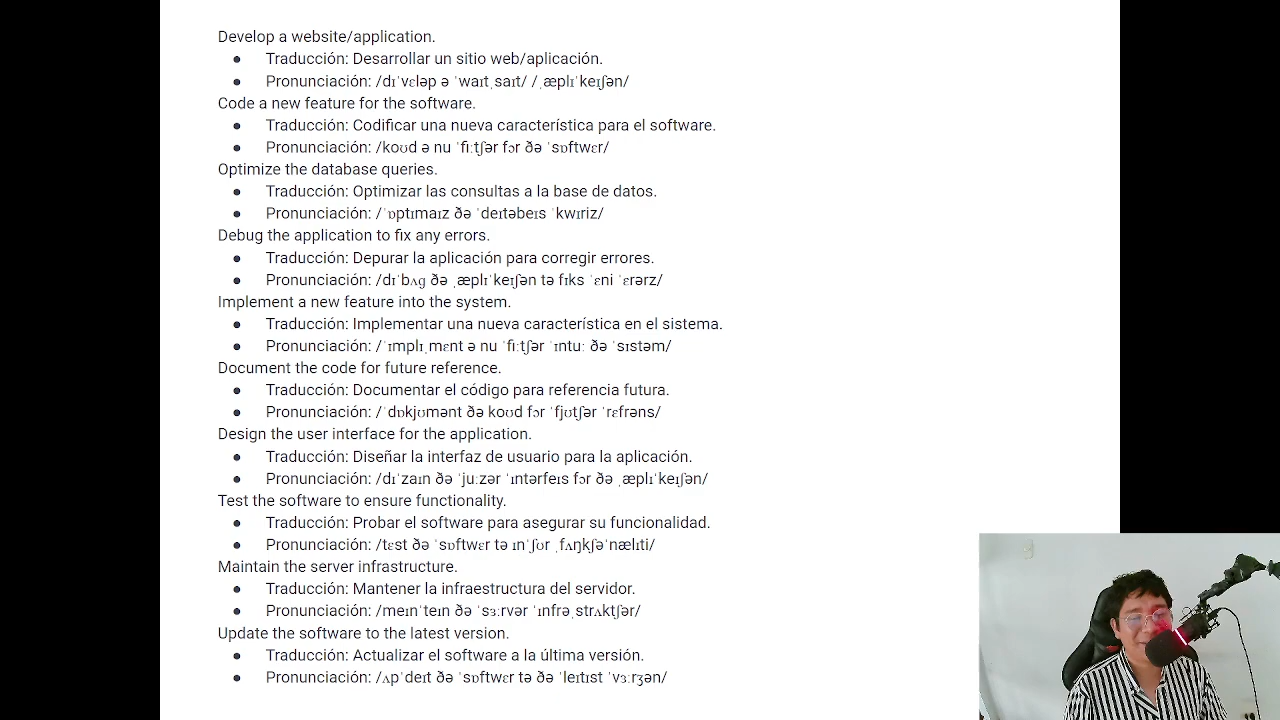 Develop a website/application.
● Traducción: Desarrollar un sitio web/aplicación.
● Pronunciación: /dɪˈvɛləp ə ˈwaɪtˌsaɪt/ /ˌæplɪˈkeɪʃən/
Code a new feature for the software.
● Traducción: Codificar una nueva característica para el software.
● Pronunciación: /koʊd ə nu ˈfiːtʃər fɔr ðə ˈsɒftwɛr/
Optimize the database queries.
● Traducción: Optimizar las consultas a la base de datos.
● Pronunciación: /ˈɒptɪmaɪz ðə ˈdeɪtəbeɪs ˈkwɪriz/
Debug the application to fix any errors.
● Traducción: Depurar la aplicación para corregir errores.
● Pronunciación: /dɪˈbʌɡ ðə ˌæplɪˈkeɪʃən tə fɪks ˈɛni ˈɛrərz/
Implement a new feature into the system.
● Traducción: Implementar una nueva característica en el sistema.
● Pronunciación: /ˈɪmplɪˌmɛnt ə nu ˈfiːtʃər ˈɪntuː ðə ˈsɪstəm/
Document the code for future reference.
● Traducción: Documentar el código para referencia futura.
● Pronunciación: /ˈdɒkjʊmənt ðə koʊd fɔr ˈfjʊtʃər ˈrɛfrəns/
Design the user interface for the application.
● Traducción: Diseñar la interfaz de usuario para la aplicación.
● Pronunciación: /dɪˈzaɪn ðə ˈjuːzər ˈɪntərfeɪs fɔr ðə ˌæplɪˈkeɪʃən/
Test the software to ensure functionality.
● Traducción: Probar el software para asegurar su funcionalidad.
● Pronunciación: /tɛst ðə ˈsɒftwɛr tə ɪnˈʃʊr ˌfʌŋkʃəˈnælɪti/
Maintain the server infrastructure.
● Traducción: Mantener la infraestructura del servidor.
● Pronunciación: /meɪnˈteɪn ðə ˈsɜːrvər ˈɪnfrəˌstrʌktʃər/
Update the software to the latest version.
● Traducción: Actualizar el software a la última versión.
● Pronunciación: /ʌpˈdeɪt ðə ˈsɒftwɛr tə ðə ˈleɪtɪst ˈvɜːrʒən/